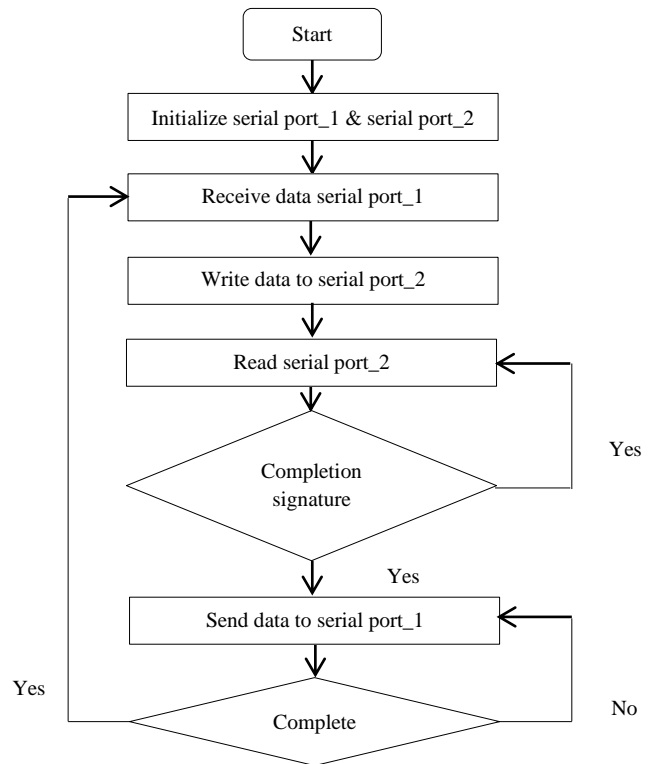 Start
Initialize serial port_1 & serial port_2
Receive data serial port_1
Write data to serial port_2
Read serial port_2
Yes
Completion
signature
Yes
Send data to serial port_1
Yes
No
Complete